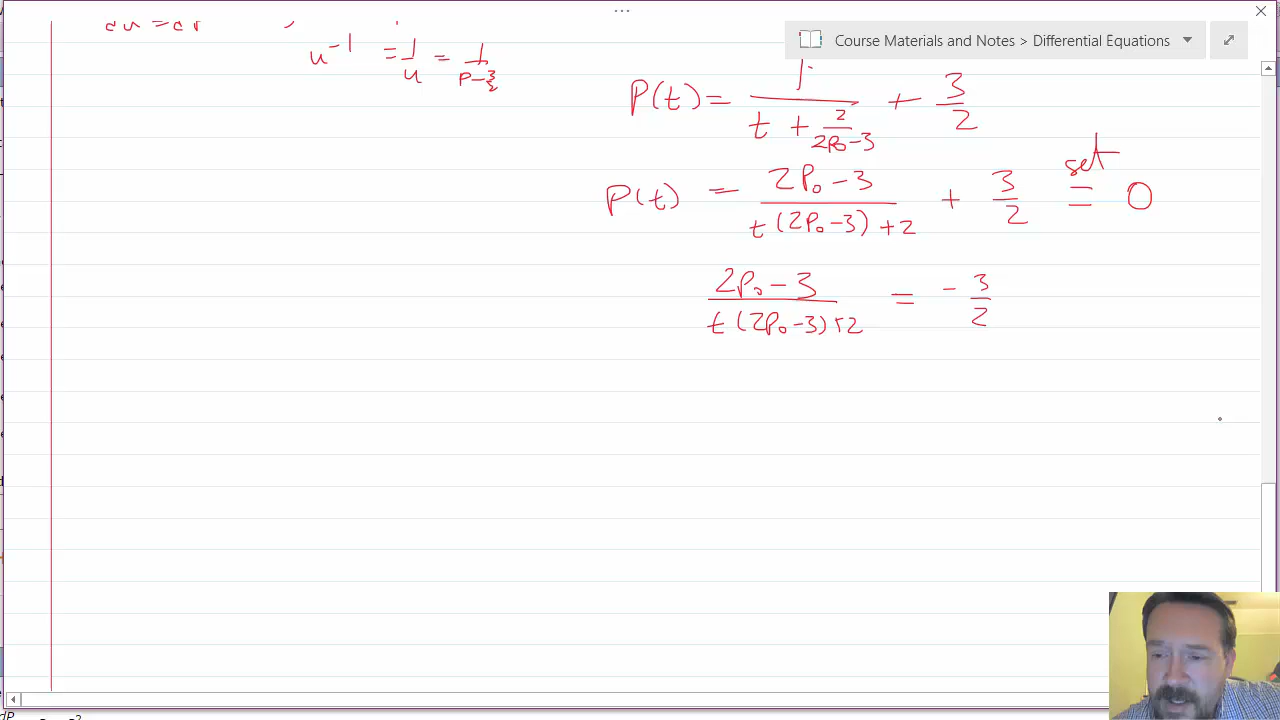 Course Materials and Notes > Differential Equations
u⁻¹ = 1/u = 1/(P - 3/2)
P(t) = 1/(t + 2/(2P₀-3)) + 3/2
P(t) = (2P₀-3)/(t(2P₀-3)+2) + 3/2 set = 0
(2P₀-3)/(t(2P₀-3)+2) = -3/2